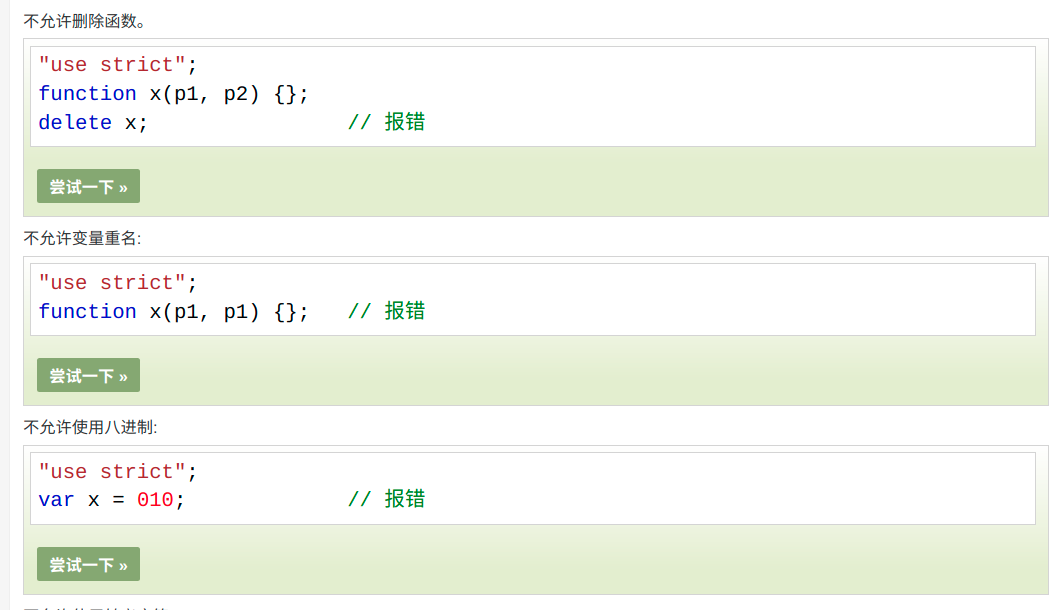 不允许删除函数。
"use strict";
function x(p1, p2) {};
delete x;                // 报错
尝试一下 »
不允许变量重名:
"use strict";
function x(p1, p1) {};   // 报错
尝试一下 »
不允许使用八进制:
"use strict";
var x = 010;             // 报错
尝试一下 »